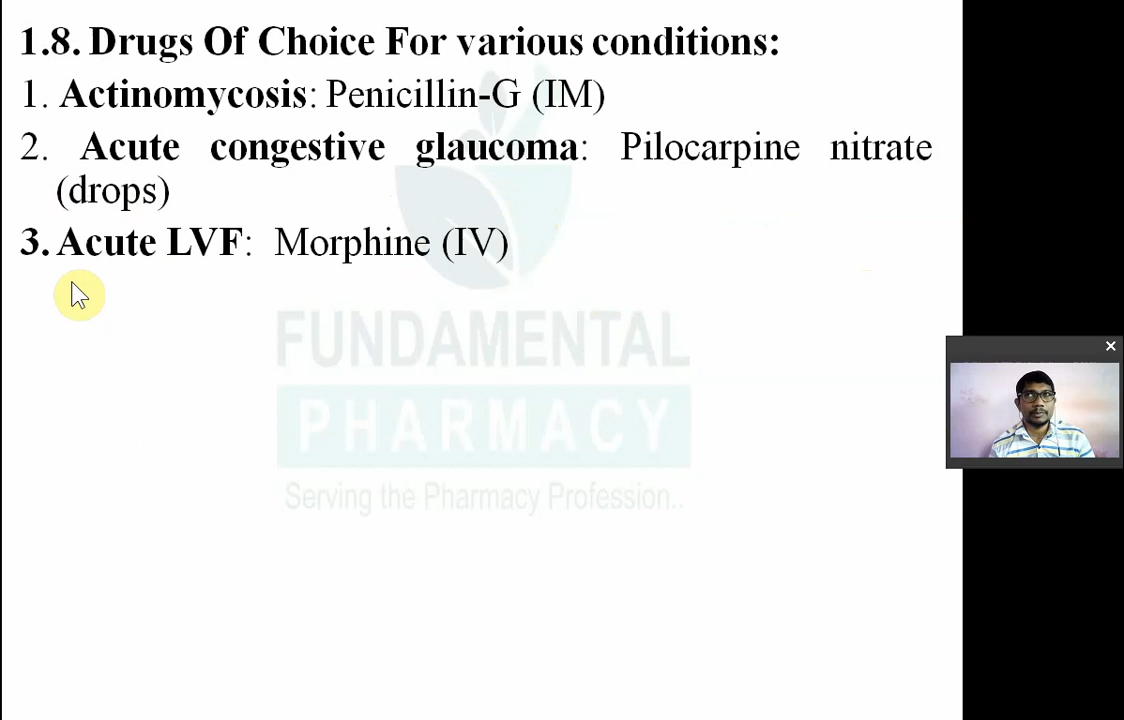 1.8. Drugs Of Choice For various conditions:
1. Actinomycosis: Penicillin-G (IM)
2. Acute congestive glaucoma: Pilocarpine nitrate
(drops)
3. Acute LVF: Morphine (IV)
FUNDAMENTAL
PHARMACY
Serving the Pharmacy Profession..